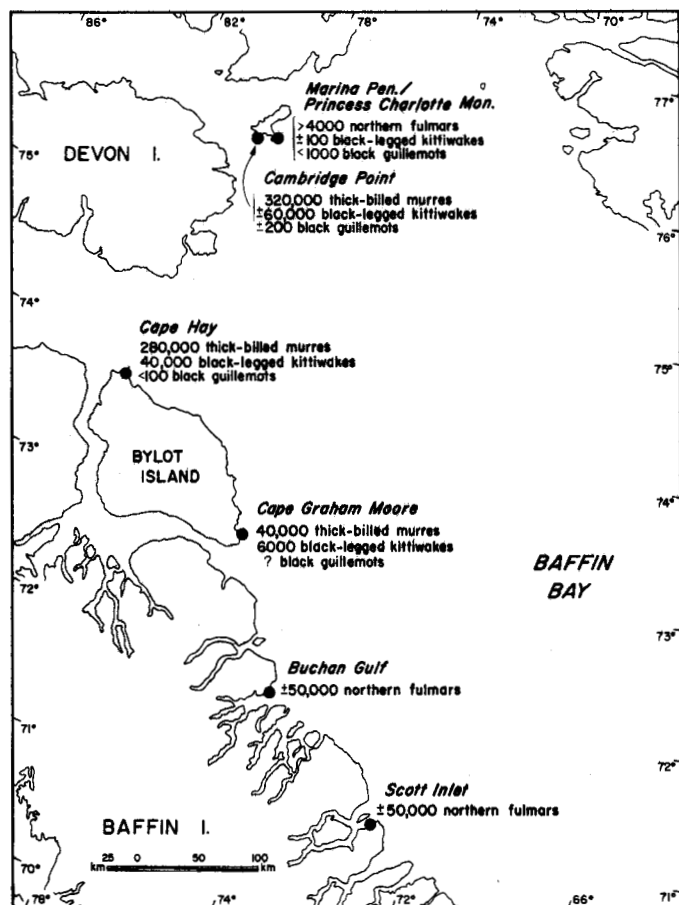 86° 82° 78° 74° 70°
Marina Pen./
Princess Charlotte Mon.
>4000 northern fulmars
±100 black-legged kittiwakes
<1000 black guillemots
77°
DEVON I.
75°
Cambridge Point
320,000 thick-billed murres
±60,000 black-legged kittiwakes
±200 black guillemots
76°
74°
Cape Hay
280,000 thick-billed murres
40,000 black-legged kittiwakes
<100 black guillemots
75°
73°
BYLOT
ISLAND
74°
Cape Graham Moore
40,000 thick-billed murres
6000 black-legged kittiwakes
? black guillemots
BAFFIN
BAY
72°
73°
Buchan Gulf
±50,000 northern fulmars
71°
72°
Scott Inlet
±50,000 northern fulmars
BAFFIN I.
25 0 50 100
km km
70°
78° 74° 72° 66° 71°